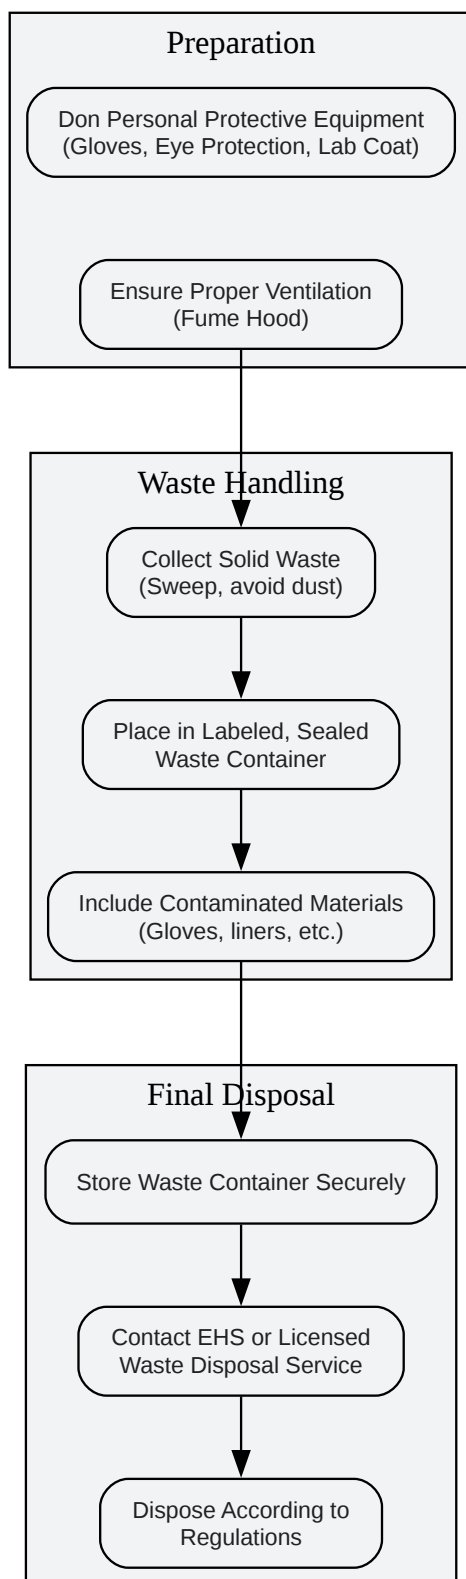 Preparation
Don Personal Protective Equipment
(Gloves, Eye Protection, Lab Coat)
Ensure Proper Ventilation
(Fume Hood)
Waste Handling
Collect Solid Waste
(Sweep, avoid dust)
Place in Labeled, Sealed
Waste Container
Include Contaminated Materials
(Gloves, liners, etc.)
Final Disposal
Store Waste Container Securely
Contact EHS or Licensed
Waste Disposal Service
Dispose According to
Regulations